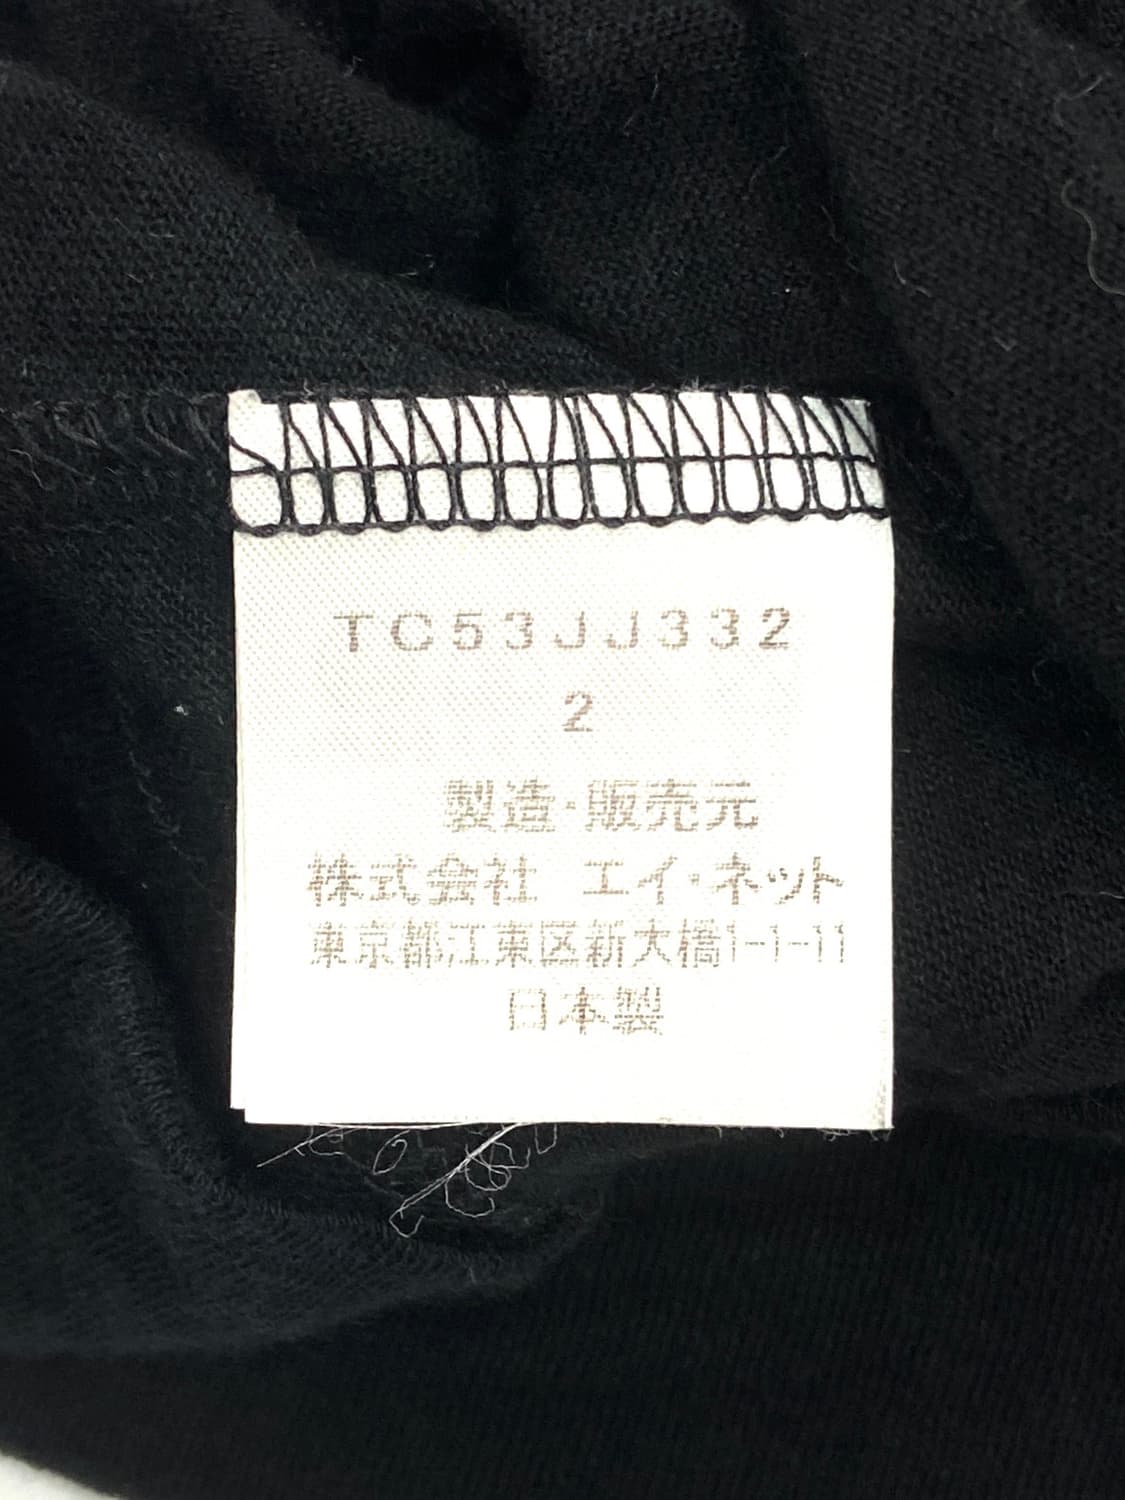 TC53JJ332
2
製造・販売元
株式会社 エイ・ネット
東京都江東区新大橋1-1-11
日本製